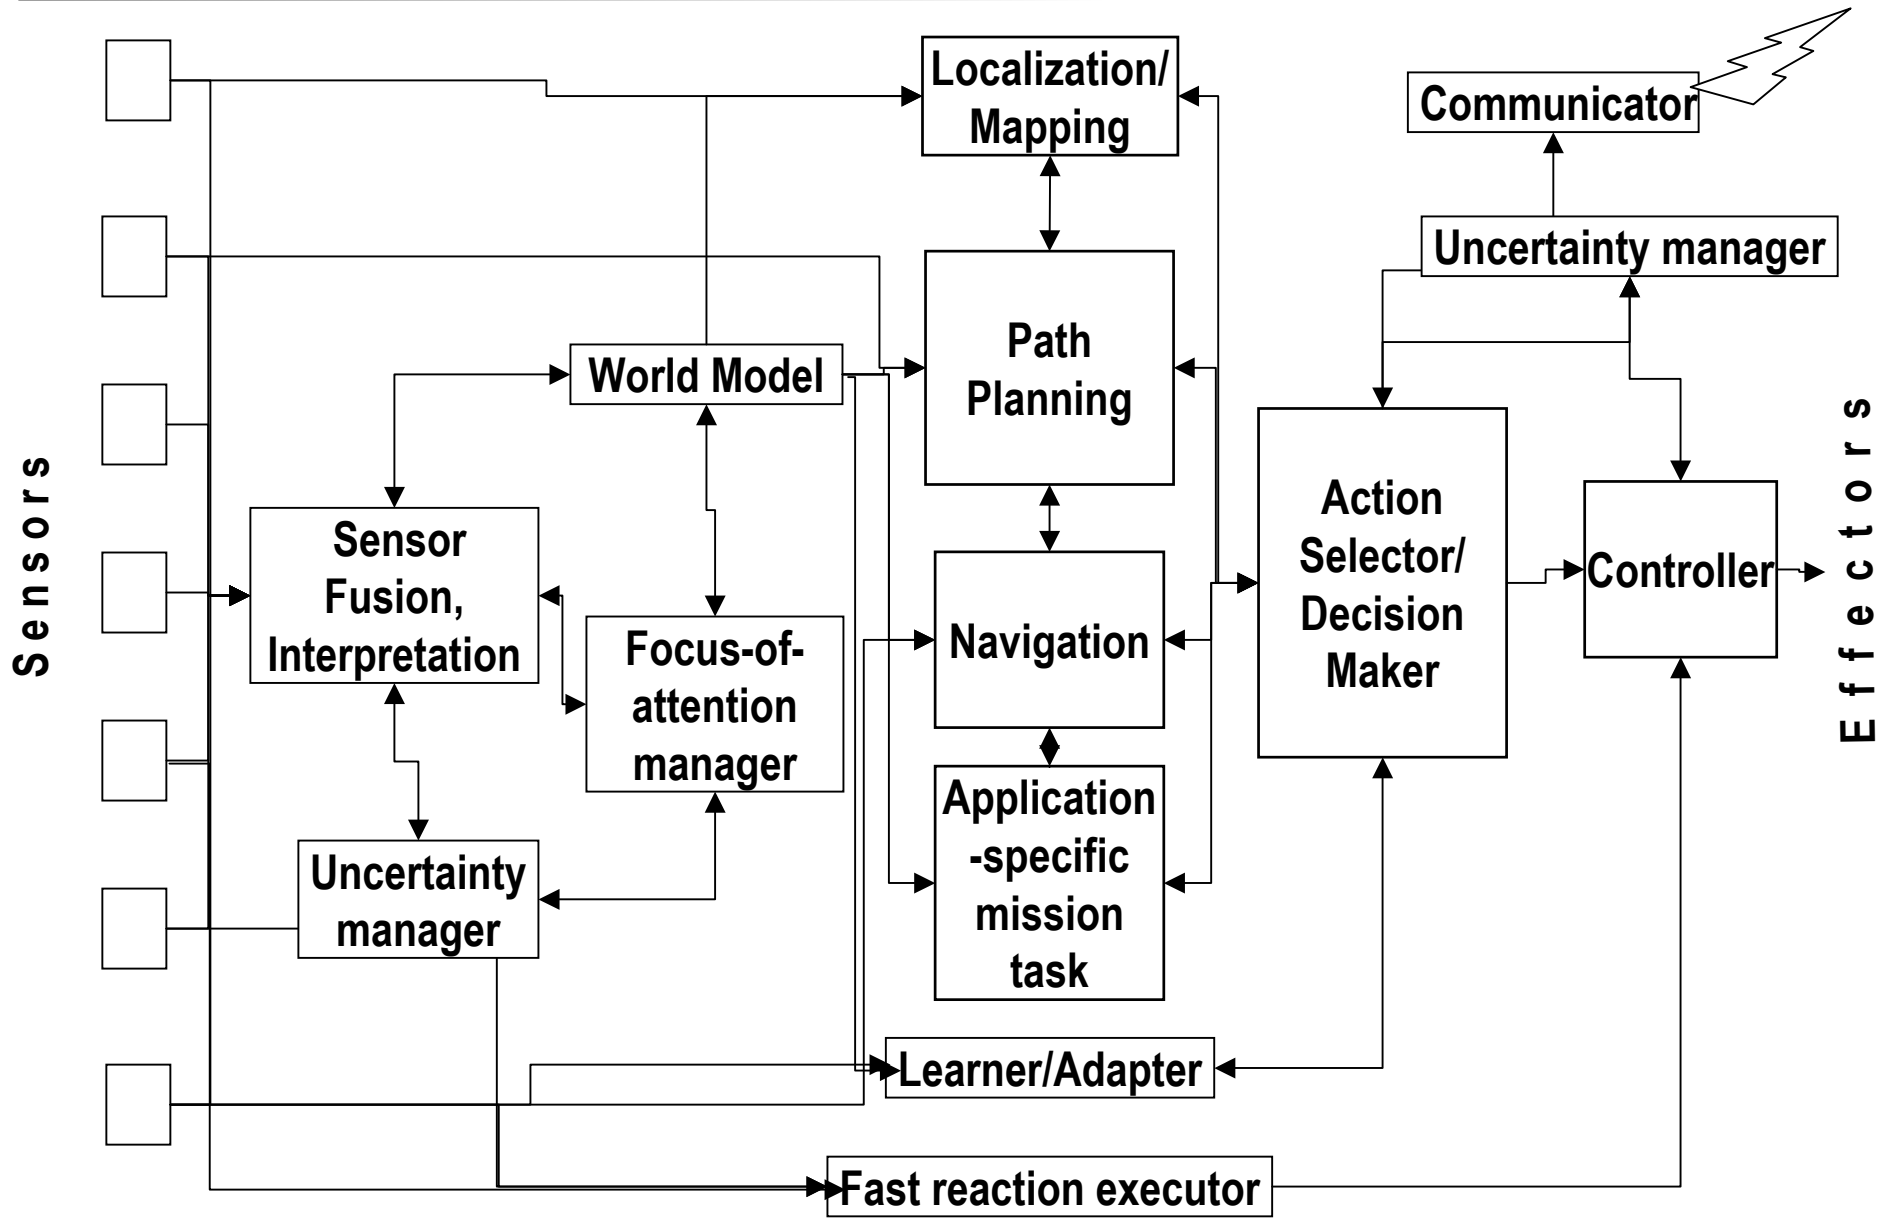 Sensors
Localization/
Mapping
Communicator
Uncertainty manager
Path
Planning
World Model
Sensor
Fusion,
Interpretation
Focus-of-
attention
manager
Navigation
Action
Selector/
Decision
Maker
Controller
Effectors
Uncertainty
manager
Application
-specific
mission
task
Learner/Adapter
Fast reaction executor